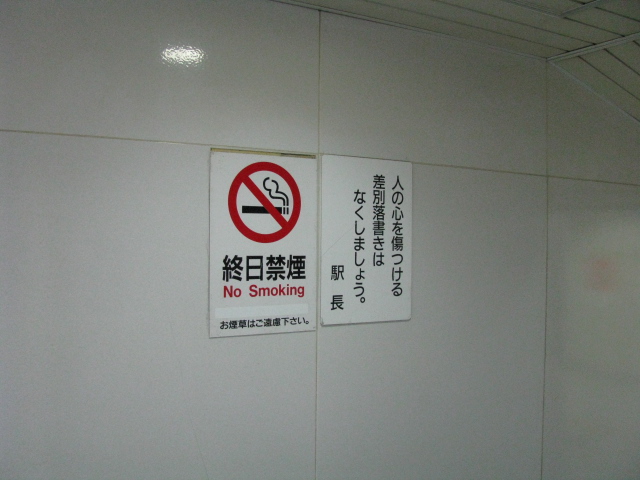 終日禁煙
No Smoking
お煙草はご遠慮下さい。
人の心を傷つける
差別落書きは
なくしましょう。
駅長